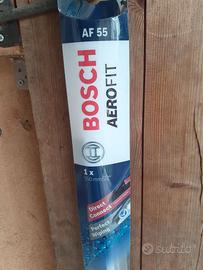 AF 55
BOSCH
AEROFIT
1 x
Direct
Connect
Perfect
Wiping
subito